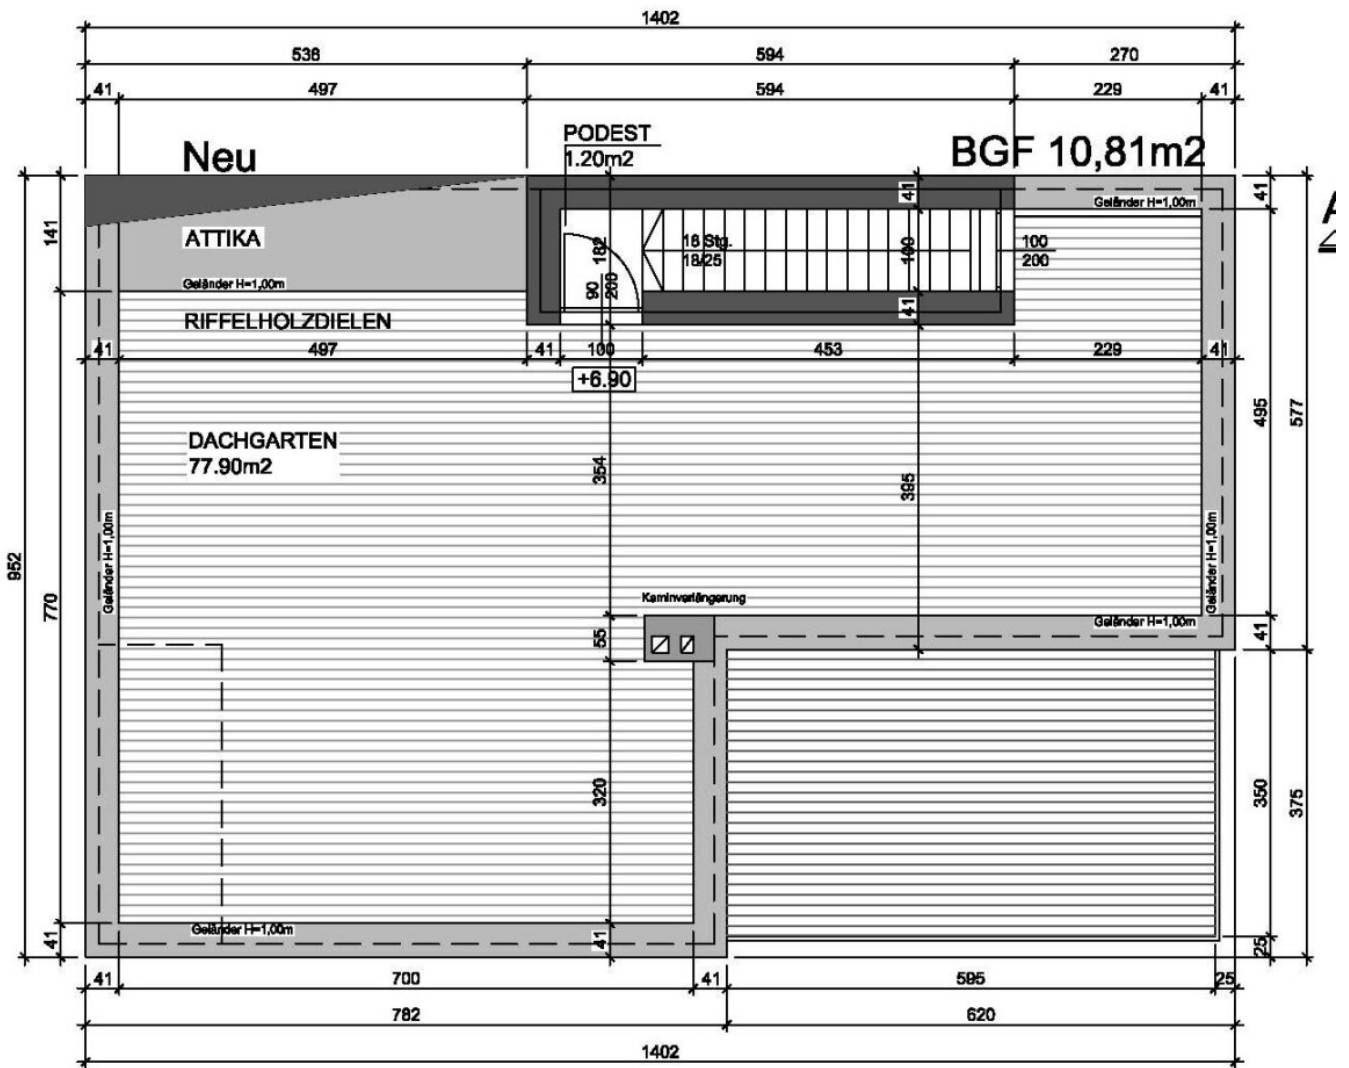 1402
538 594 270
41 497 594 229 41
Neu
PODEST
1.20m2
BGF 10,81m2
A
141
41
41
Geländer H=1,00m
ATTIKA
182
18 Stg.
18/25
100
100
200
Geländer H=1,00m
90
200
41
RIFFELHOLZDIELEN
41 497 41 100 453 229 41
+6.90
DACHGARTEN
77.90m2
495
577
354
395
952
Geländer H=1,00m
Geländer H=1,00m
770
Kaminverlängerung
Geländer H=1,00m
55
41
320
350
375
Geländer H=1,00m
41
41
25
41 700 41 595 25
782 620
1402